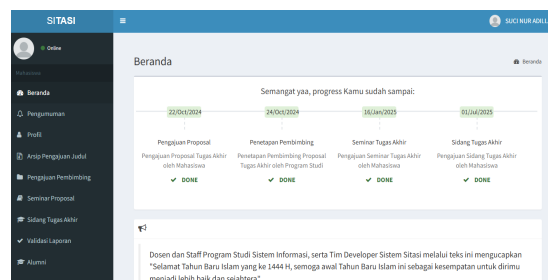 SITASI
SUCI NUR ADILL
Online
Mahasiswa
Beranda
Pengumuman
Profil
Arsip Pengajuan Judul
Pengajuan Pembimbing
Seminar Proposal
Sidang Tugas Akhir
Validasi Laporan
Alumni
Beranda
Beranda
Semangat yaa, progress Kamu sudah sampai:
22/Oct/2024
Pengajuan Proposal
Pengajuan Proposal Tugas Akhir
oleh Mahasiswa
DONE
24/Oct/2024
Penetapan Pembimbing
Penetapan Pembimbing Proposal
Tugas Akhir oleh Program Studi
DONE
16/Jan/2025
Seminar Tugas Akhir
Pengajuan Seminar Tugas Akhir
oleh Mahasiswa
DONE
01/Jul/2025
Sidang Tugas Akhir
Pengajuan Sidang Tugas Akhir
oleh Mahasiswa
DONE
Dosen dan Staff Program Studi Sistem Informasi, serta Tim Developer Sistem Sitasi melalui teks ini mengucapkan
"Selamat Tahun Baru Islam yang ke 1444 H, semoga awal Tahun Baru Islam ini sebagai kesempatan untuk dirimu
menjadi lebih baik dan sejahtera"